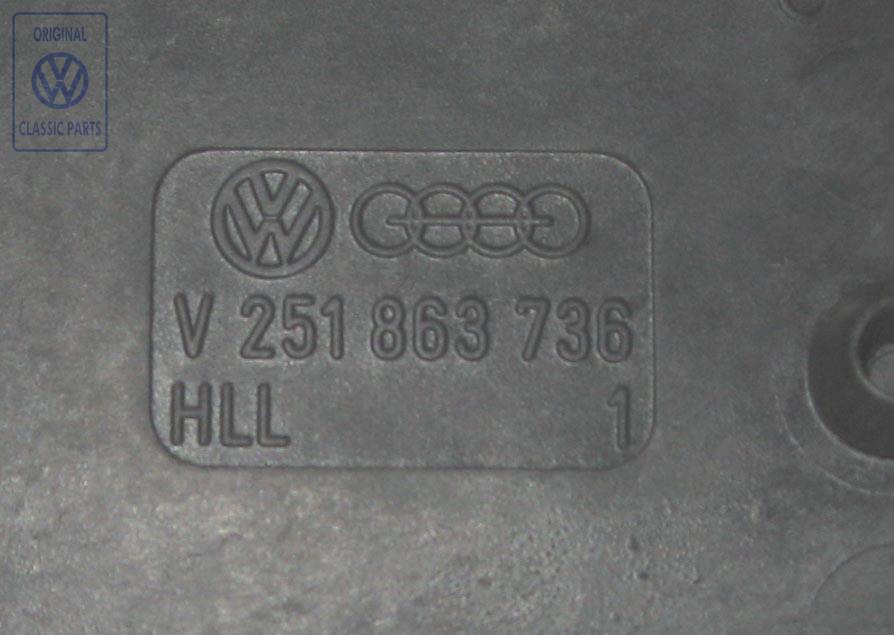 ORIGINAL
CLASSIC PARTS
V 251 863 736
HLL 1